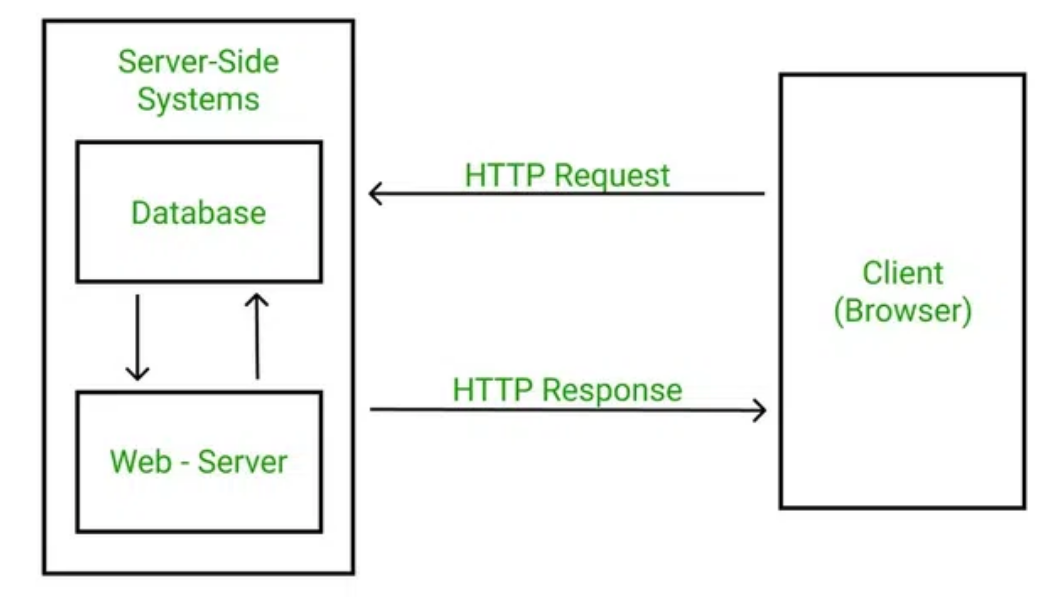 Server-Side
Systems
Database
Web - Server
HTTP Request
HTTP Response
Client
(Browser)